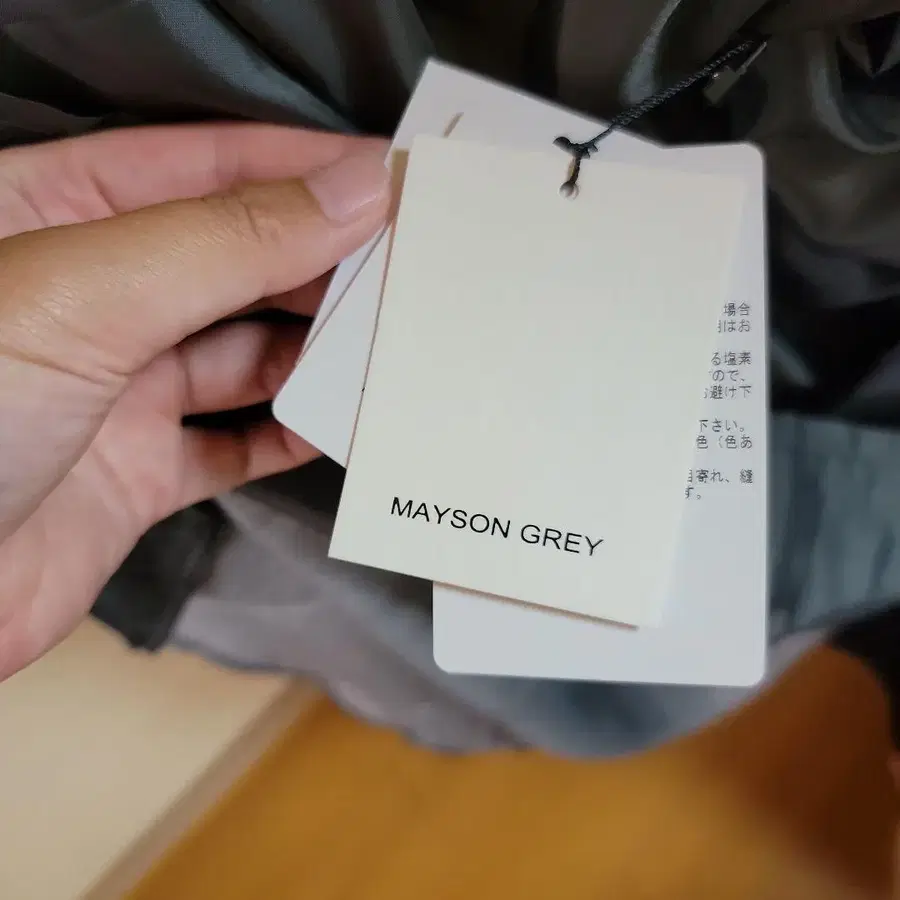 MAYSON GREY
場合
はお
る塩素
ので、
避け下
下さい。
色（色あ
寄れ、縫
す。